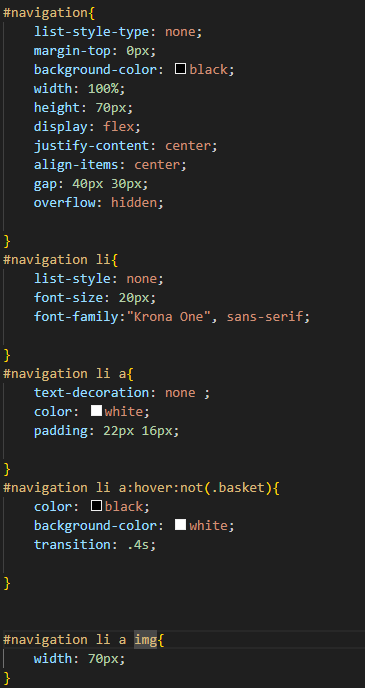 #navigation{
list-style-type: none;
margin-top: 0px;
background-color: black;
width: 100%;
height: 70px;
display: flex;
justify-content: center;
align-items: center;
gap: 40px 30px;
overflow: hidden;
}
#navigation li{
list-style: none;
font-size: 20px;
font-family:"Krona One", sans-serif;
}
#navigation li a{
text-decoration: none ;
color: white;
padding: 22px 16px;
}
#navigation li a:hover:not(.basket){
color: black;
background-color: white;
transition: .4s;
}
#navigation li a img{
width: 70px;
}